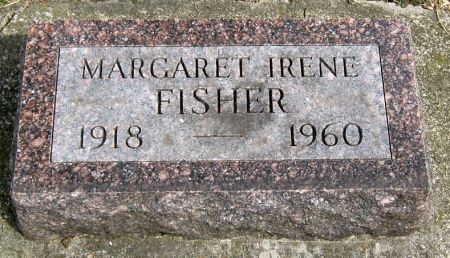 MARGARET IRENE
FISHER
1918 — 1960